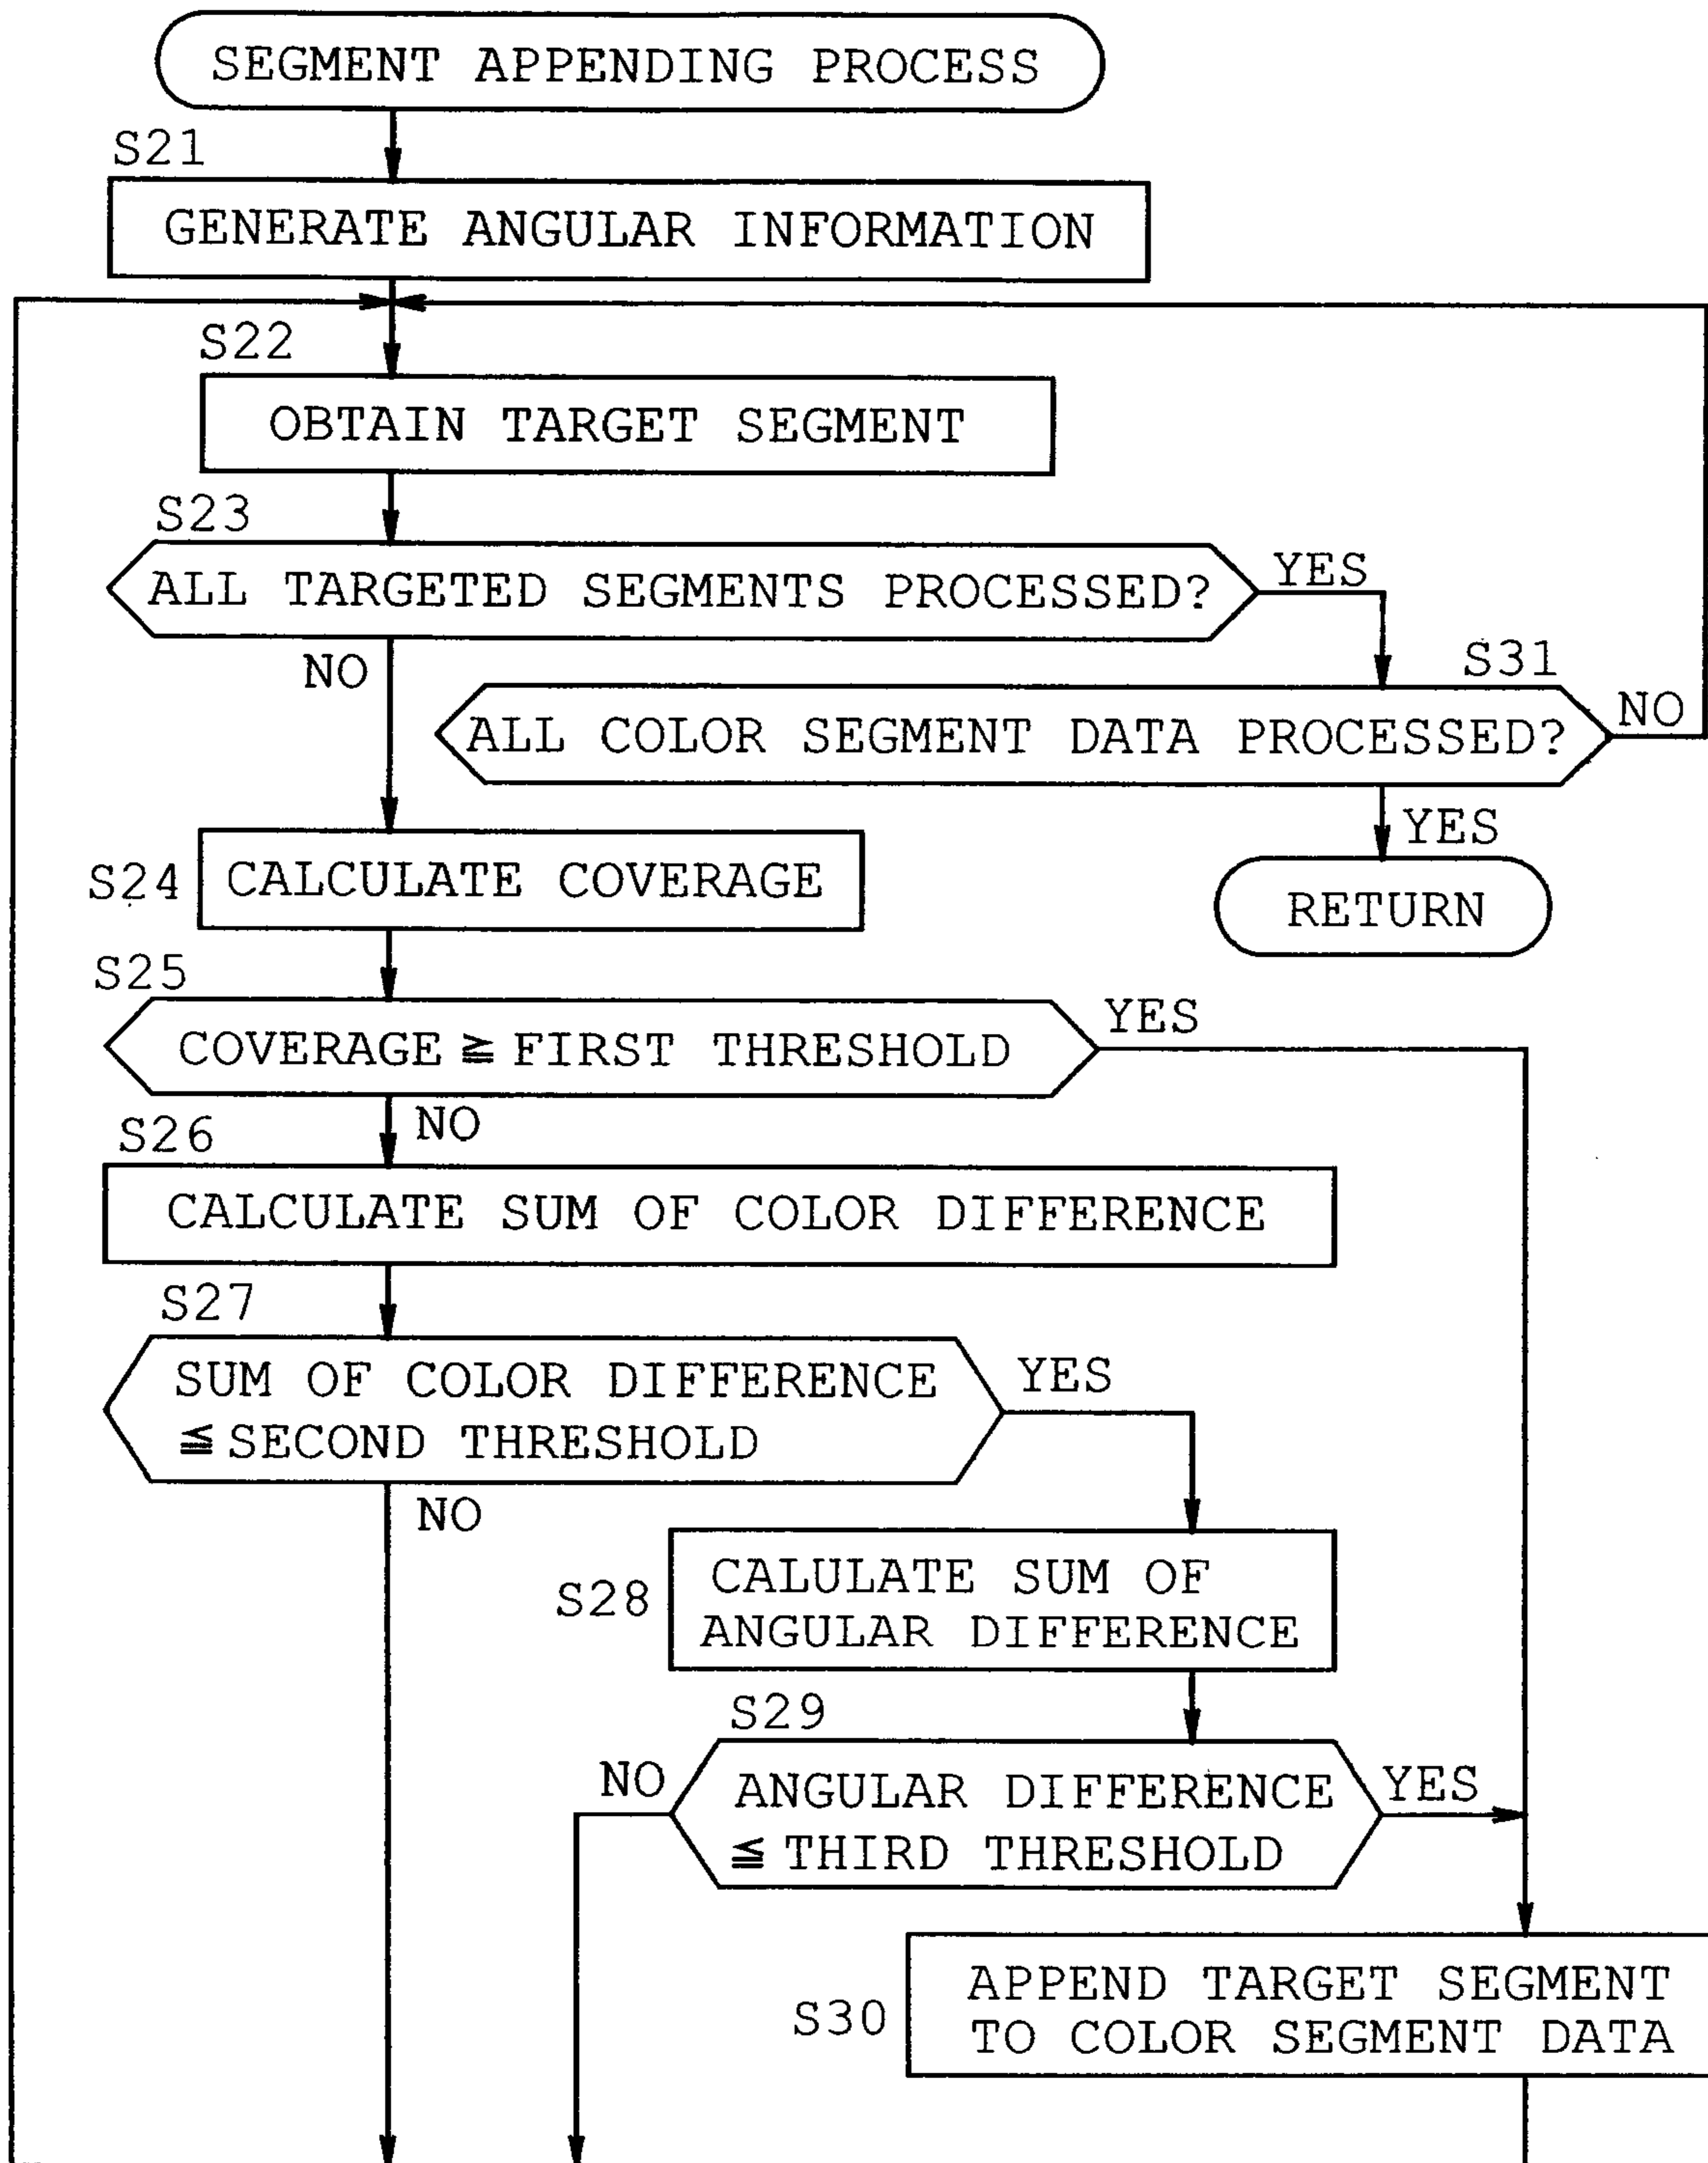 SEGMENT APPENDING PROCESS
S21
GENERATE ANGULAR INFORMATION
S22
OBTAIN TARGET SEGMENT
S23
ALL TARGETED SEGMENTS PROCESSED?
YES
NO
S31
ALL COLOR SEGMENT DATA PROCESSED?
NO
YES
RETURN
S24
CALCULATE COVERAGE
S25
COVERAGE ≧ FIRST THRESHOLD
YES
NO
S26
CALCULATE SUM OF COLOR DIFFERENCE
S27
SUM OF COLOR DIFFERENCE
≦ SECOND THRESHOLD
YES
NO
S28
CALULATE SUM OF
ANGULAR DIFFERENCE
S29
NO
ANGULAR DIFFERENCE
≦ THIRD THRESHOLD
YES
S30
APPEND TARGET SEGMENT
TO COLOR SEGMENT DATA